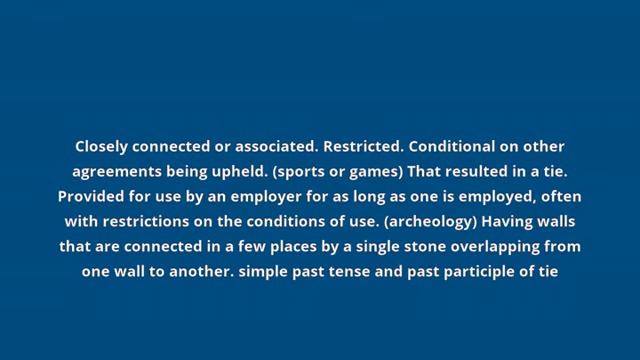 Closely connected or associated. Restricted. Conditional on other
agreements being upheld. (sports or games) That resulted in a tie.
Provided for use by an employer for as long as one is employed, often
with restrictions on the conditions of use. (archeology) Having walls
that are connected in a few places by a single stone overlapping from
one wall to another. simple past tense and past participle of tie